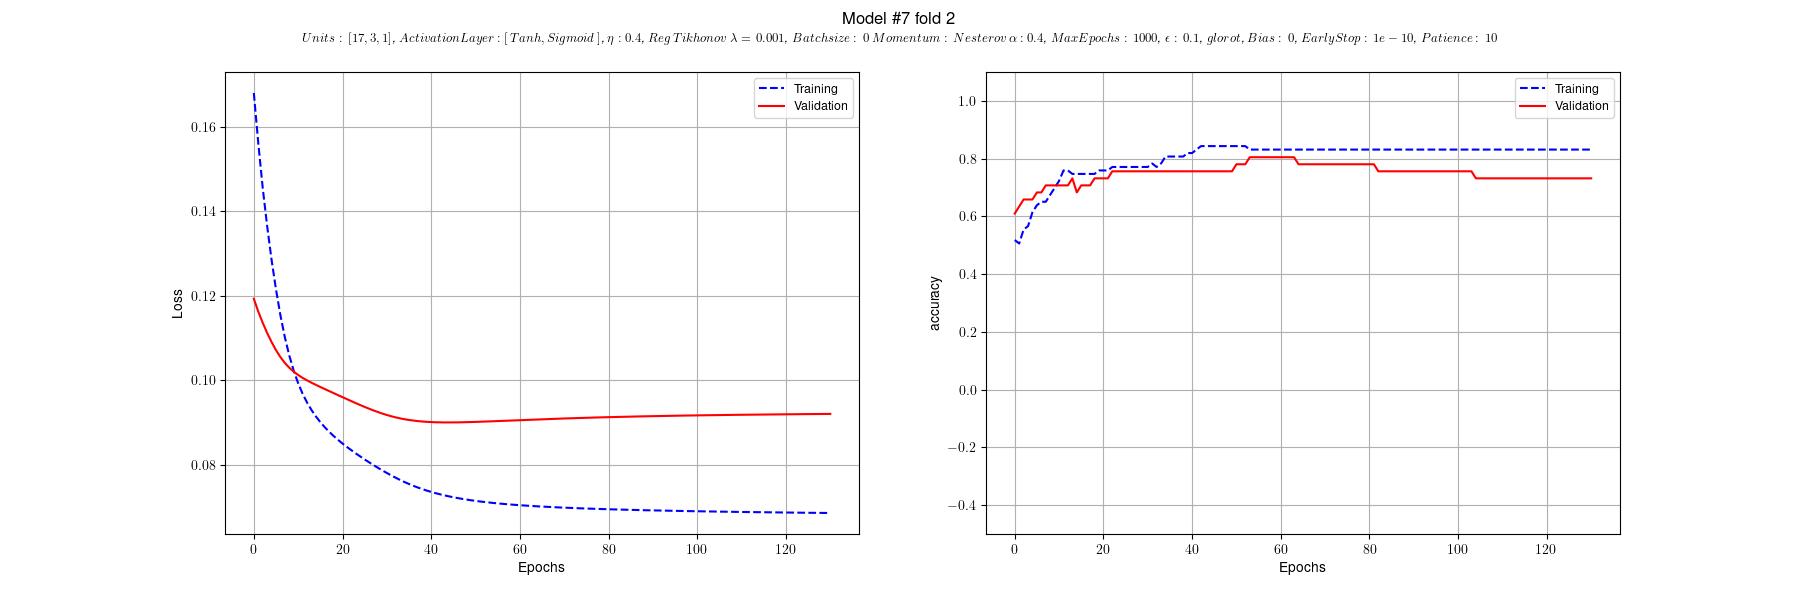 Model #7 fold 2
Units : [17, 3, 1], ActivationLayer : [ Tanh, Sigmoid ], η : 0.4, Reg Tikhonov λ = 0.001, Batchsize : 0 Momentum : Nesterov α : 0.4, MaxEpochs : 1000, ϵ : 0.1, glorot, Bias : 0, EarlyStop : 1e − 10, Patience : 10
Training
Validation
0.16
0.14
0.12
0.10
0.08
Loss
0 20 40 60 80 100 120
Epochs
Training
Validation
1.0
0.8
0.6
0.4
0.2
0.0
−0.2
−0.4
accuracy
0 20 40 60 80 100 120
Epochs